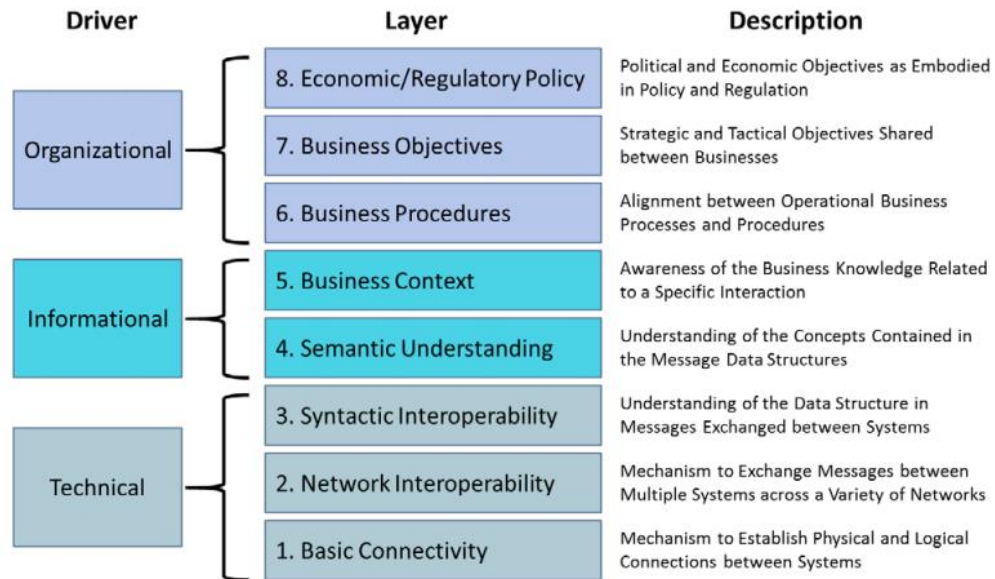 Driver
Layer
Description
Organizational
8. Economic/Regulatory Policy
Political and Economic Objectives as Embodied
in Policy and Regulation
7. Business Objectives
Strategic and Tactical Objectives Shared
between Businesses
6. Business Procedures
Alignment between Operational Business
Processes and Procedures
Informational
5. Business Context
Awareness of the Business Knowledge Related
to a Specific Interaction
4. Semantic Understanding
Understanding of the Concepts Contained in
the Message Data Structures
Technical
3. Syntactic Interoperability
Understanding of the Data Structure in
Messages Exchanged between Systems
2. Network Interoperability
Mechanism to Exchange Messages between
Multiple Systems across a Variety of Networks
1. Basic Connectivity
Mechanism to Establish Physical and Logical
Connections between Systems